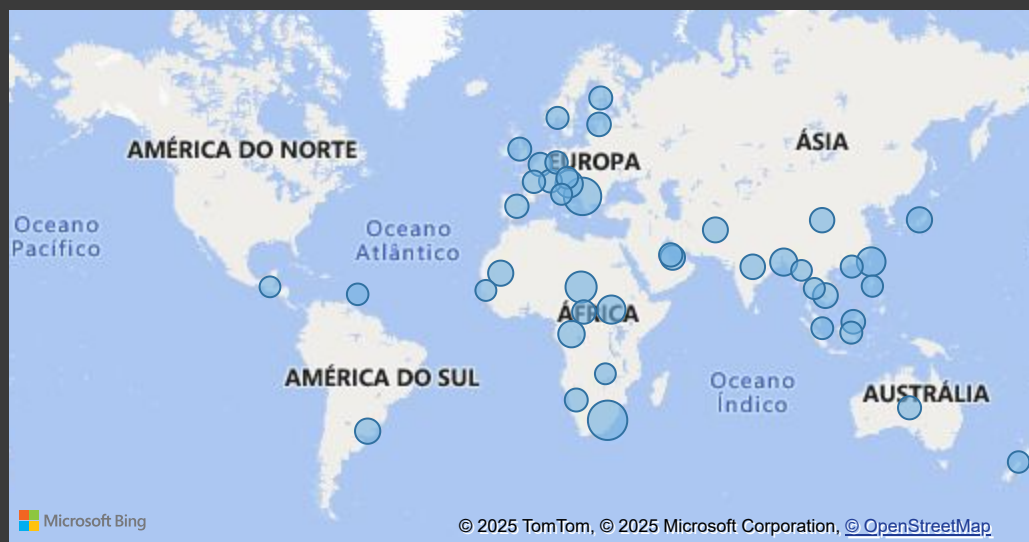 AMÉRICA DO NORTE
EUROPA
ÁSIA
Oceano
Pacífico
Oceano
Atlântico
ÁFRICA
AMÉRICA DO SUL
Oceano
Índico
AUSTRÁLIA
Microsoft Bing
© 2025 TomTom, © 2025 Microsoft Corporation, © OpenStreetMap